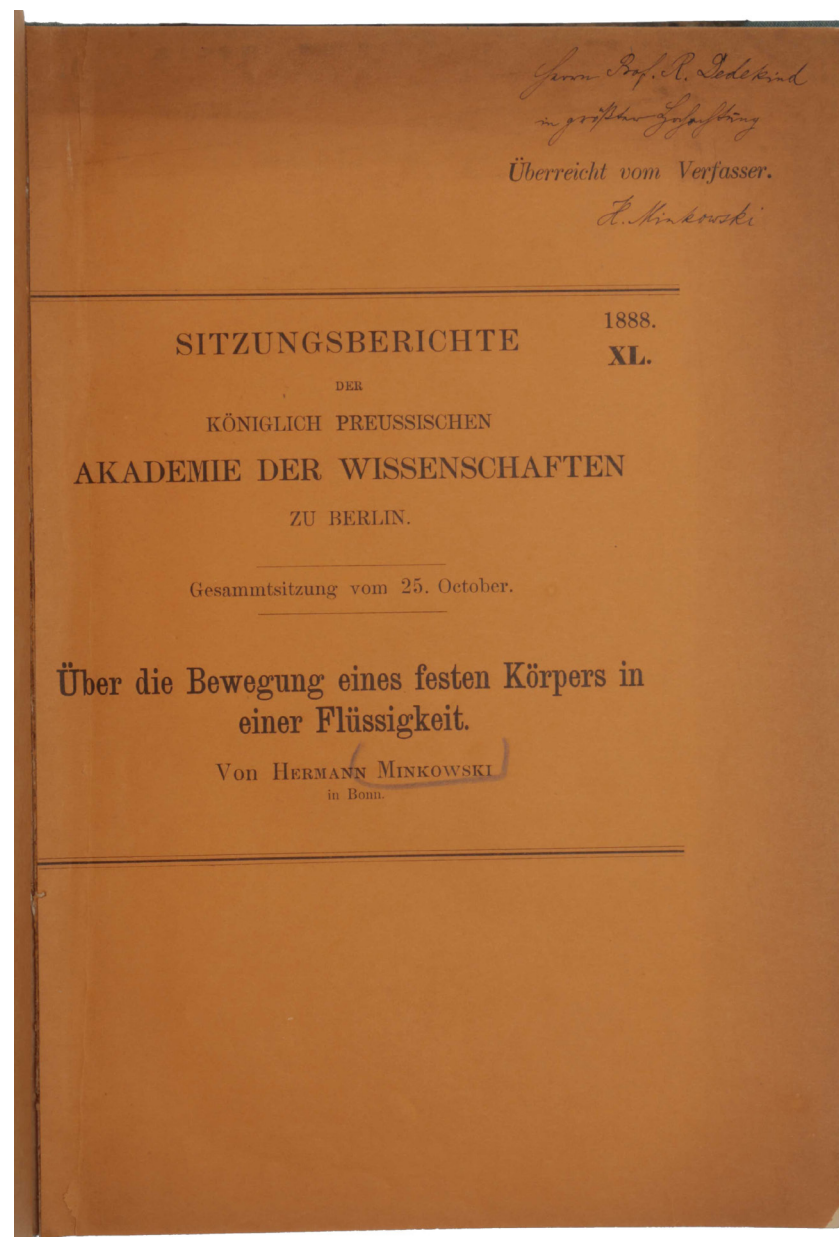 Herrn Prof. R. Dedekind
in größter Hochachtung
Überreicht vom Verfasser.
H. Minkowski
1888.
XL.
SITZUNGSBERICHTE
DER
KÖNIGLICH PREUSSISCHEN
AKADEMIE DER WISSENSCHAFTEN
ZU BERLIN.
Gesammtsitzung vom 25. October.
Über die Bewegung eines festen Körpers in
einer Flüssigkeit.
Von HERMANN MINKOWSKI
in Bonn.